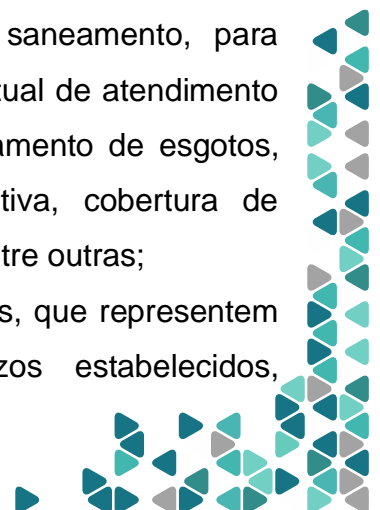 saneamento, para
tual de atendimento
amento de esgotos,
tiva, cobertura de
tre outras;
s, que representem
zos estabelecidos,